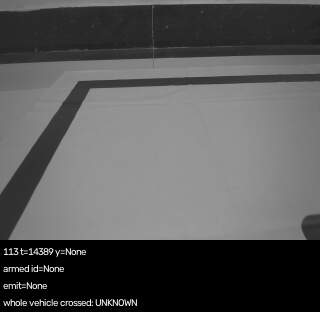 113 t=14389 y=None
armed id=None
emit=None
whole vehicle crossed: UNKNOWN